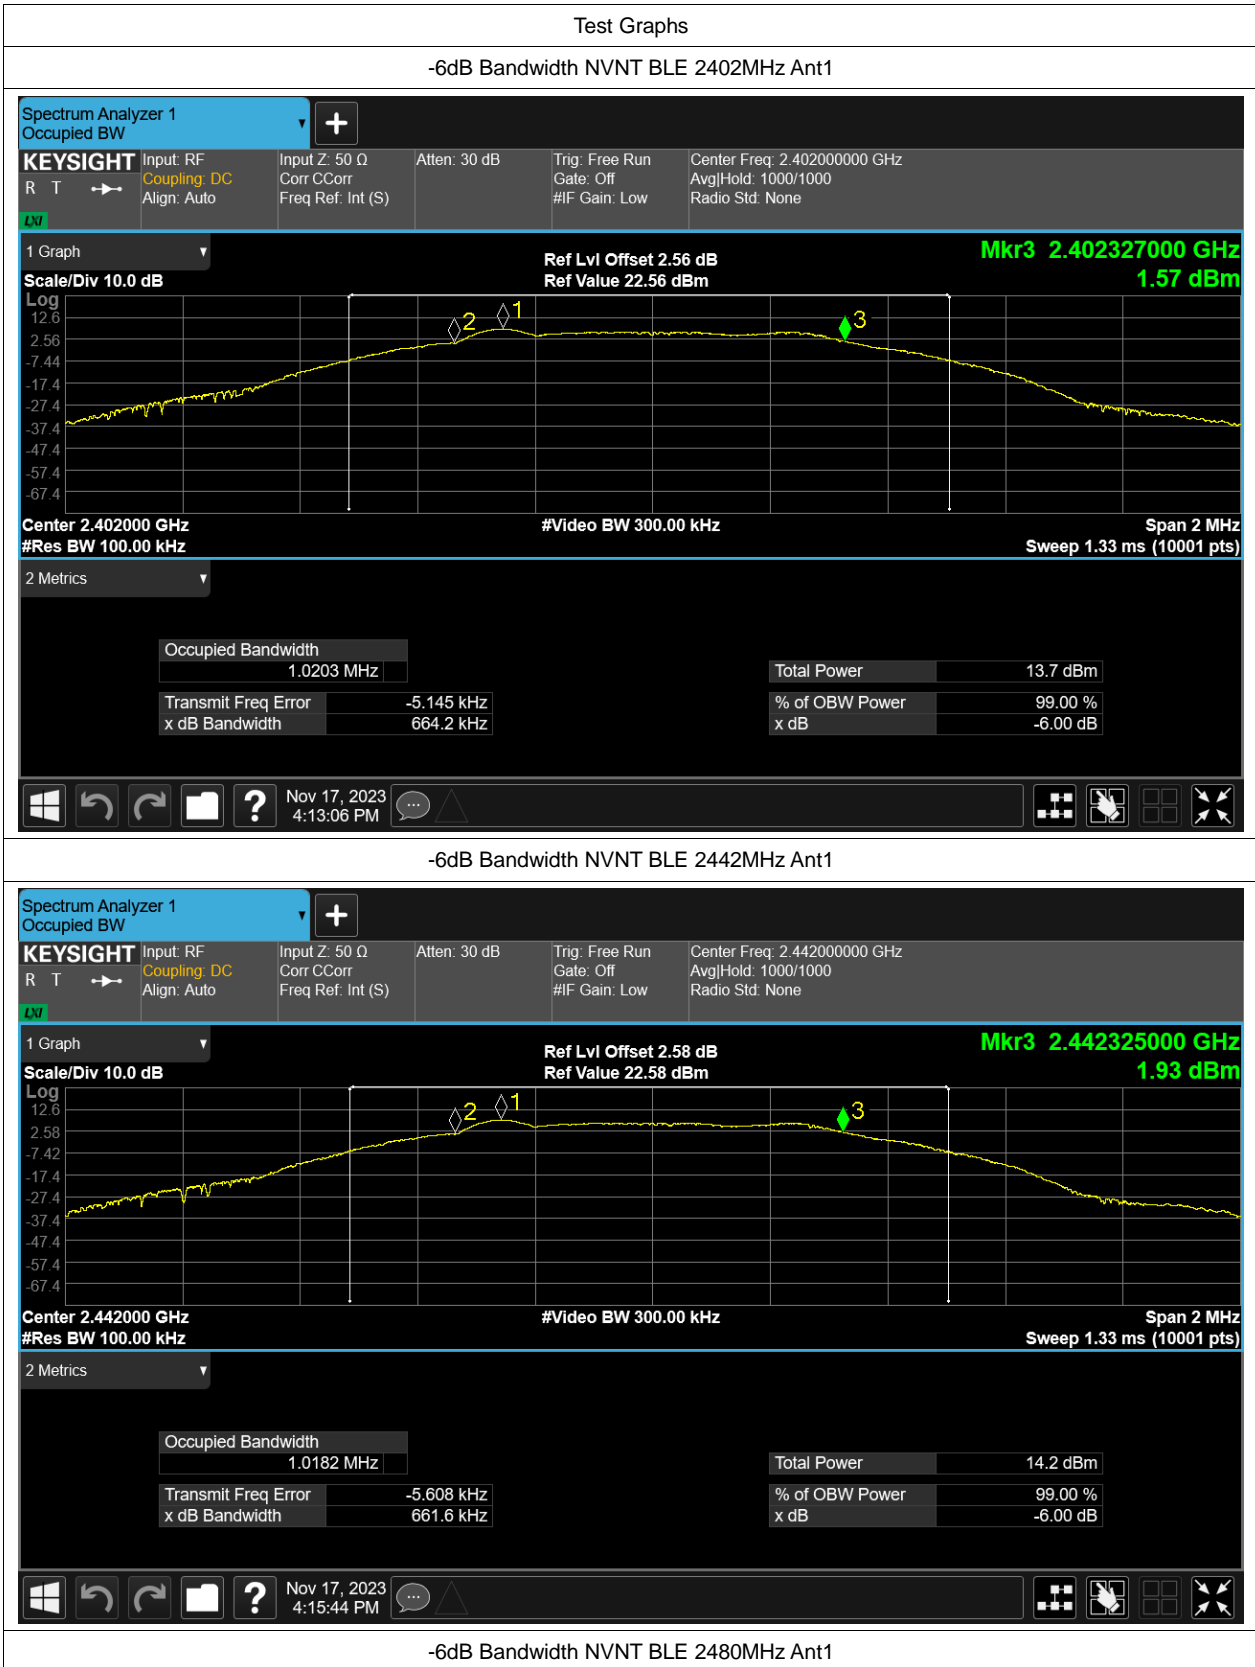 Test Graphs
-6dB Bandwidth NVNT BLE 2402MHz Ant1
Spectrum Analyzer 1
Occupied BW
KEYSIGHT Input: RF Input Z: 50 Ω Atten: 30 dB Trig: Free Run Center Freq: 2.402000000 GHz
R T Coupling: DC Corr CCorr Gate: Off Avg|Hold: 1000/1000
Align: Auto Freq Ref: Int (S) #IF Gain: Low Radio Std: None
LXI
1 Graph Ref Lvl Offset 2.56 dB Mkr3 2.402327000 GHz
Scale/Div 10.0 dB Ref Value 22.56 dBm 1.57 dBm
Log
12.6
2.56
-7.44
-17.4
-27.4
-37.4
-47.4
-57.4
-67.4
2 1 3
Center 2.402000 GHz #Video BW 300.00 kHz Span 2 MHz
#Res BW 100.00 kHz Sweep 1.33 ms (10001 pts)
2 Metrics
Occupied Bandwidth
1.0203 MHz Total Power 13.7 dBm
Transmit Freq Error -5.145 kHz % of OBW Power 99.00 %
x dB Bandwidth 664.2 kHz x dB -6.00 dB
Nov 17, 2023
4:13:06 PM
-6dB Bandwidth NVNT BLE 2442MHz Ant1
Spectrum Analyzer 1
Occupied BW
KEYSIGHT Input: RF Input Z: 50 Ω Atten: 30 dB Trig: Free Run Center Freq: 2.442000000 GHz
R T Coupling: DC Corr CCorr Gate: Off Avg|Hold: 1000/1000
Align: Auto Freq Ref: Int (S) #IF Gain: Low Radio Std: None
LXI
1 Graph Ref Lvl Offset 2.58 dB Mkr3 2.442325000 GHz
Scale/Div 10.0 dB Ref Value 22.58 dBm 1.93 dBm
Log
12.6
2.58
-7.42
-17.4
-27.4
-37.4
-47.4
-57.4
-67.4
2 1 3
Center 2.442000 GHz #Video BW 300.00 kHz Span 2 MHz
#Res BW 100.00 kHz Sweep 1.33 ms (10001 pts)
2 Metrics
Occupied Bandwidth
1.0182 MHz Total Power 14.2 dBm
Transmit Freq Error -5.608 kHz % of OBW Power 99.00 %
x dB Bandwidth 661.6 kHz x dB -6.00 dB
Nov 17, 2023
4:15:44 PM
-6dB Bandwidth NVNT BLE 2480MHz Ant1